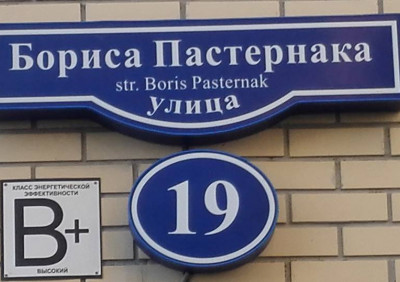 Бориса Пастернака
str. Boris Pasternak
улица
19
КЛАСС ЭНЕРГЕТИЧЕСКОЙ
ЭФФЕКТИВНОСТИ
B+
ВЫСОКИЙ